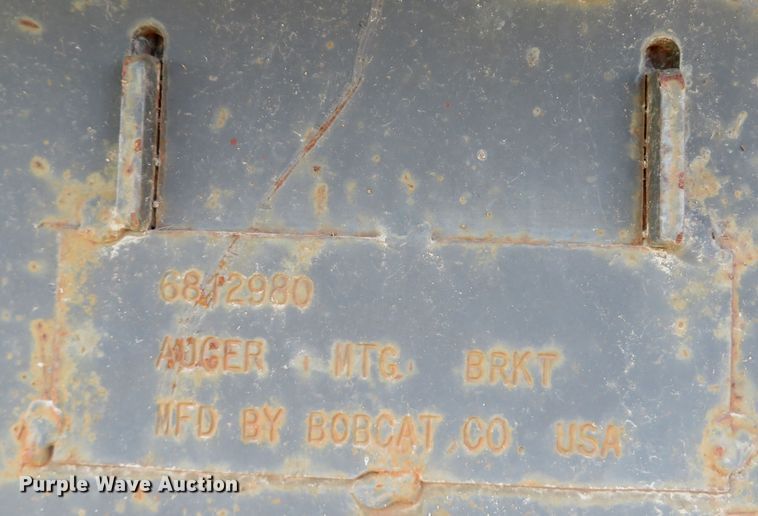 AUGER MTG. BRKT
MFD BY BOBCAT CO. USA
Purple Wave Auction